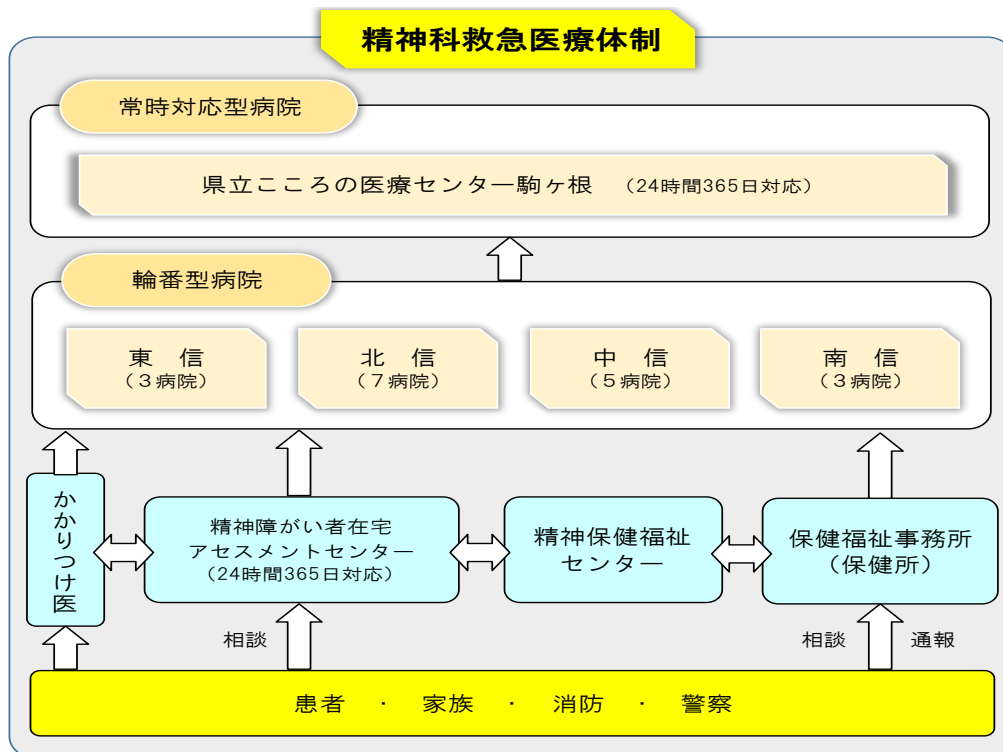 精神科救急医療体制
常時対応型病院
県立こころの医療センター駒ヶ根 （24時間365日対応）
輪番型病院
東 信
（３病院）
北 信
（７病院）
中 信
（５病院）
南 信
（３病院）
かかりつけ医
精神障がい者在宅
アセスメントセンター
（24時間365日対応）
精神保健福祉
センター
保健福祉事務所
（保健所）
相談
相談 通報
患者 ・ 家族 ・ 消防 ・ 警察